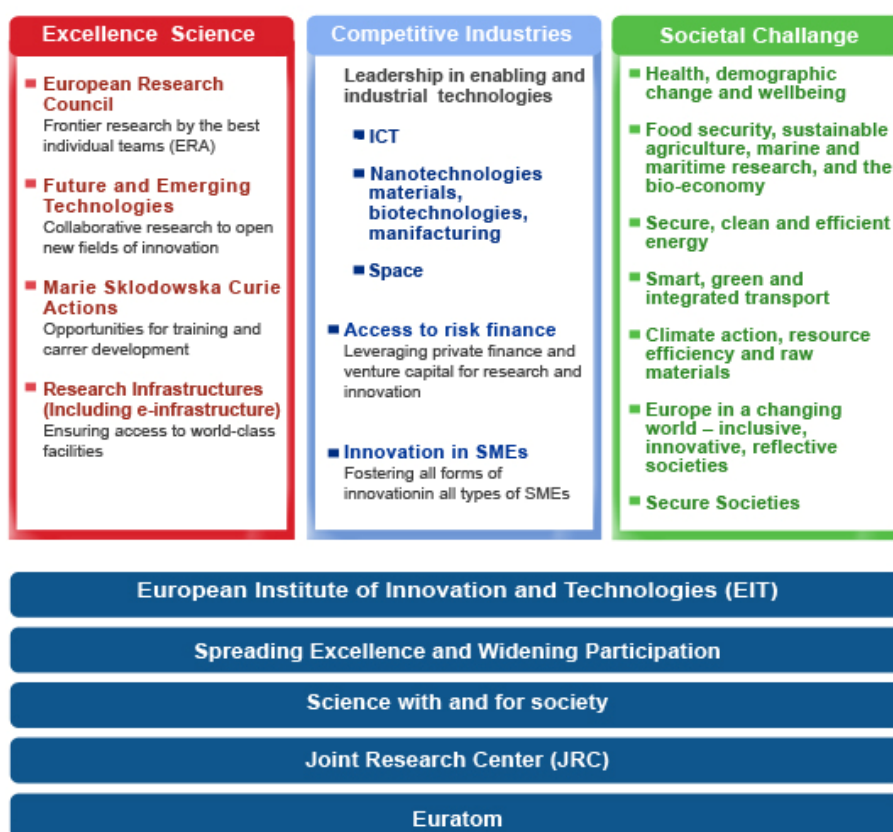 Excellence Science
European Research
Council
Frontier research by the best
individual teams (ERA)
Future and Emerging
Technologies
Collaborative research to open
new fields of innovation
Marie Sklodowska Curie
Actions
Opportunities for training and
carrer development
Research Infrastructures
(Including e-infrastructure)
Ensuring access to world-class
facilities
Competitive Industries
Leadership in enabling and
industrial technologies
ICT
Nanotechnologies
materials,
biotechnologies,
manifacturing
Space
Access to risk finance
Leveraging private finance and
venture capital for research and
innovation
Innovation in SMEs
Fostering all forms of
innovationin all types of SMEs
Societal Challange
Health, demographic
change and wellbeing
Food security, sustainable
agriculture, marine and
maritime research, and the
bio-economy
Secure, clean and efficient
energy
Smart, green and
integrated transport
Climate action, resource
efficiency and raw
materials
Europe in a changing
world – inclusive,
innovative, reflective
societies
Secure Societies
European Institute of Innovation and Technologies (EIT)
Spreading Excellence and Widening Participation
Science with and for society
Joint Research Center (JRC)
Euratom